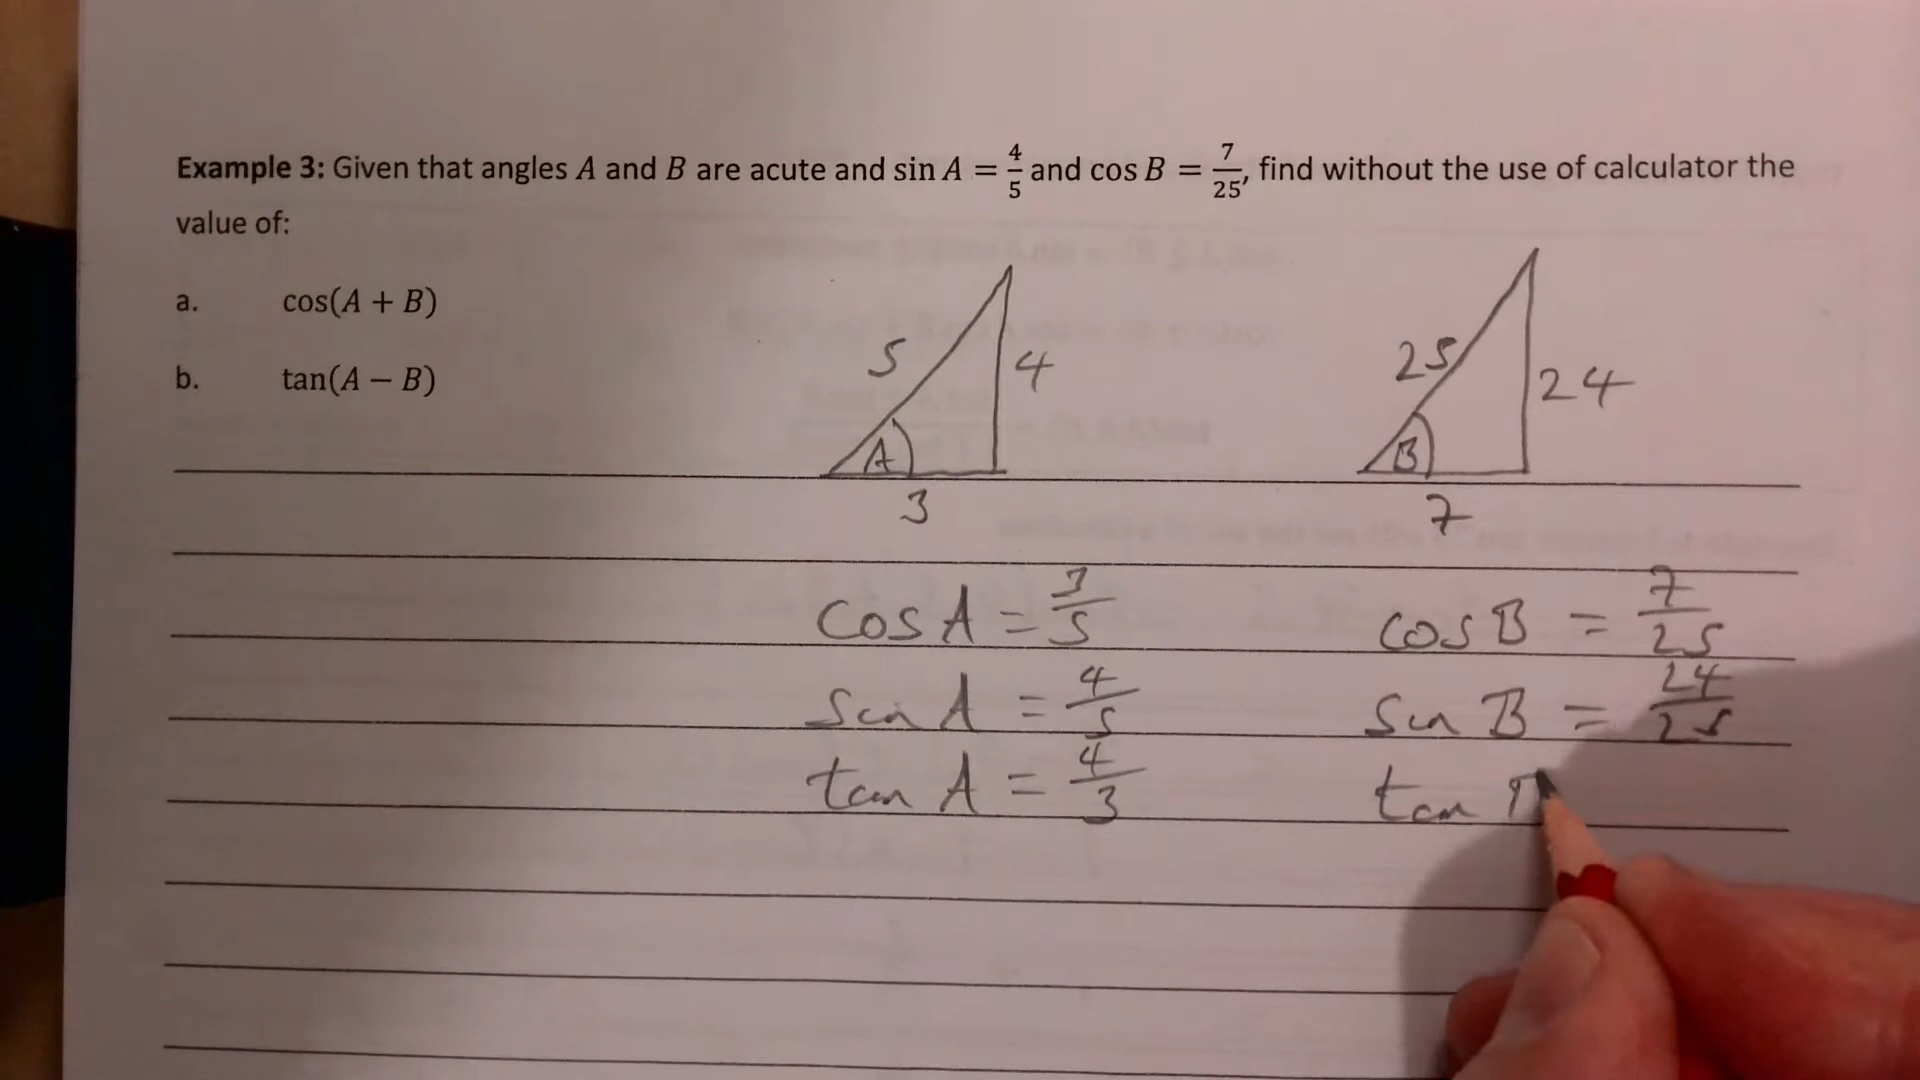 Example 3: Given that angles A and B are acute and sin A = 4/5 and cos B = 7/25, find without the use of calculator the
value of:
a. cos(A + B)
b. tan(A − B)
5 4 A 3
25 24 B 7
cos A = 3/5 cos B = 7/25
sin A = 4/5 sin B = 24/25
tan A = 4/3 tan